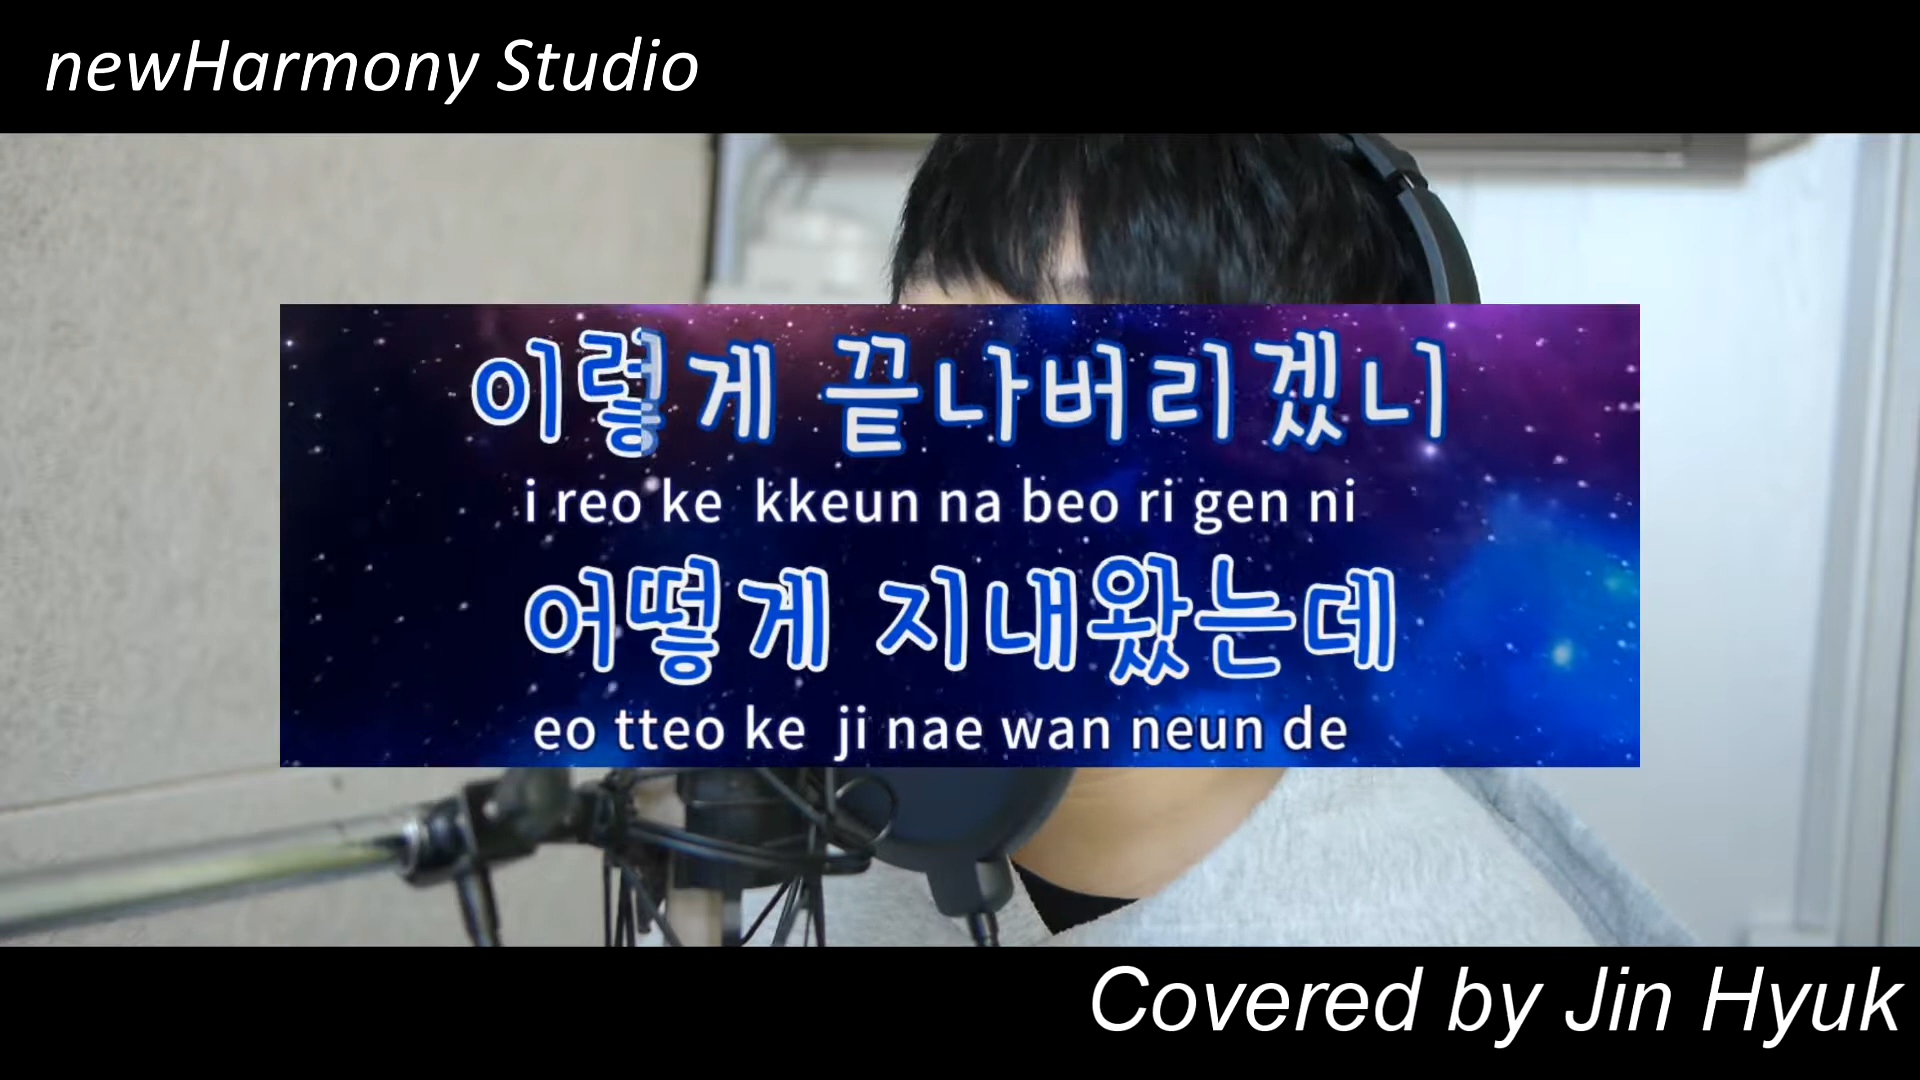 newHarmony Studio
이렇게 끝나버리겠니
i reo ke kkeun na beo ri gen ni
어떻게 지내왔는데
eo tteo ke ji nae wan neun de
Covered by Jin Hyuk